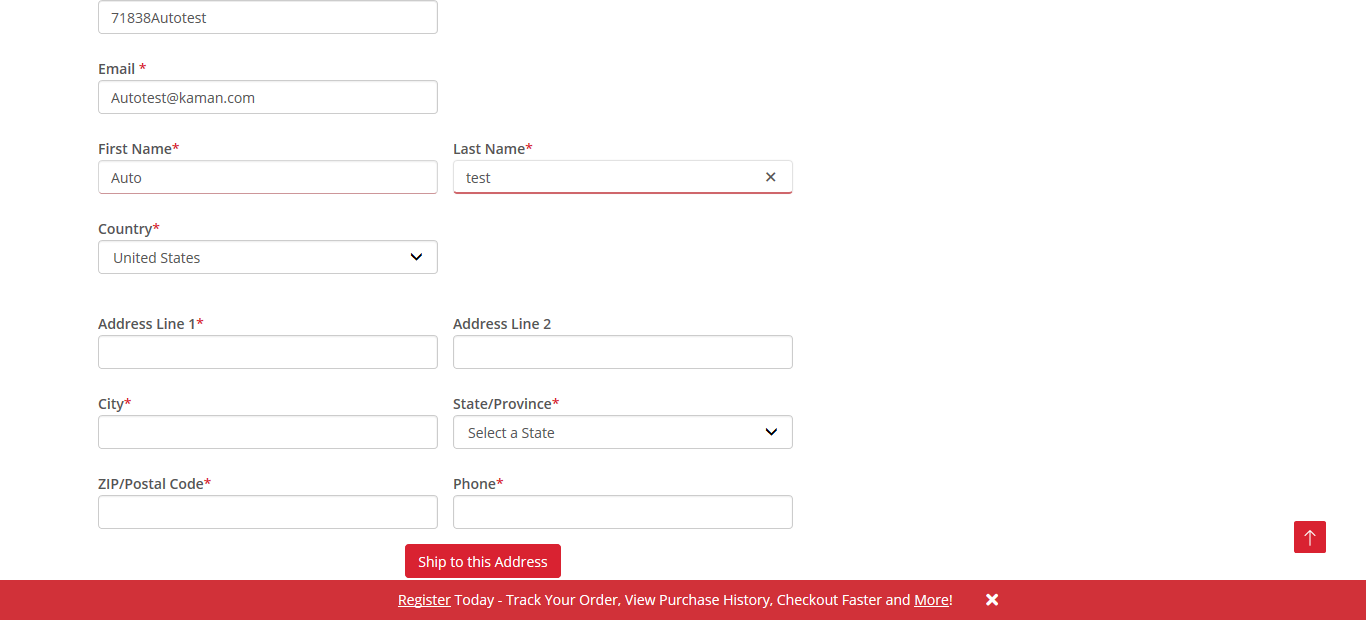 71838Autotest
Email *
Autotest@kaman.com
First Name* Last Name*
Auto test
Country*
United States
Address Line 1* Address Line 2
City* State/Province*
Select a State
ZIP/Postal Code* Phone*
Ship to this Address
Register Today - Track Your Order, View Purchase History, Checkout Faster and More!